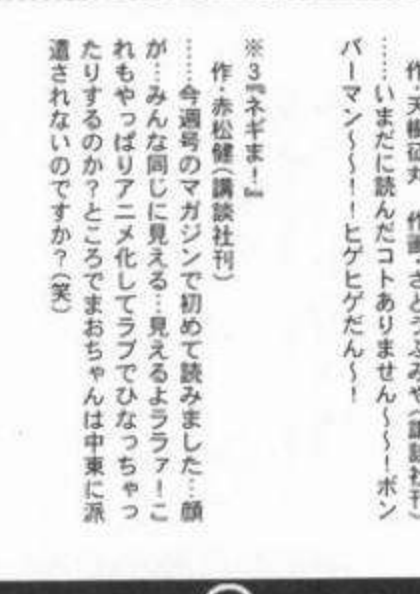 作・天樹征丸　作画・さとうふみや（講談社刊）
……いまだに読んだコトありません～～！ボン
バーマン～～！！ヒゲヒゲだん～！
※3『ネギま！』
作・赤松健（講談社刊）
……今週号のマガジンで初めて読みました…顔
が…みんな同じに見える…見えるよララァ！こ
れもやっぱりアニメ化してラブでひなっちゃっ
たりするのか？ところでまおちゃんは中東に派
遣されないのですか？（笑）